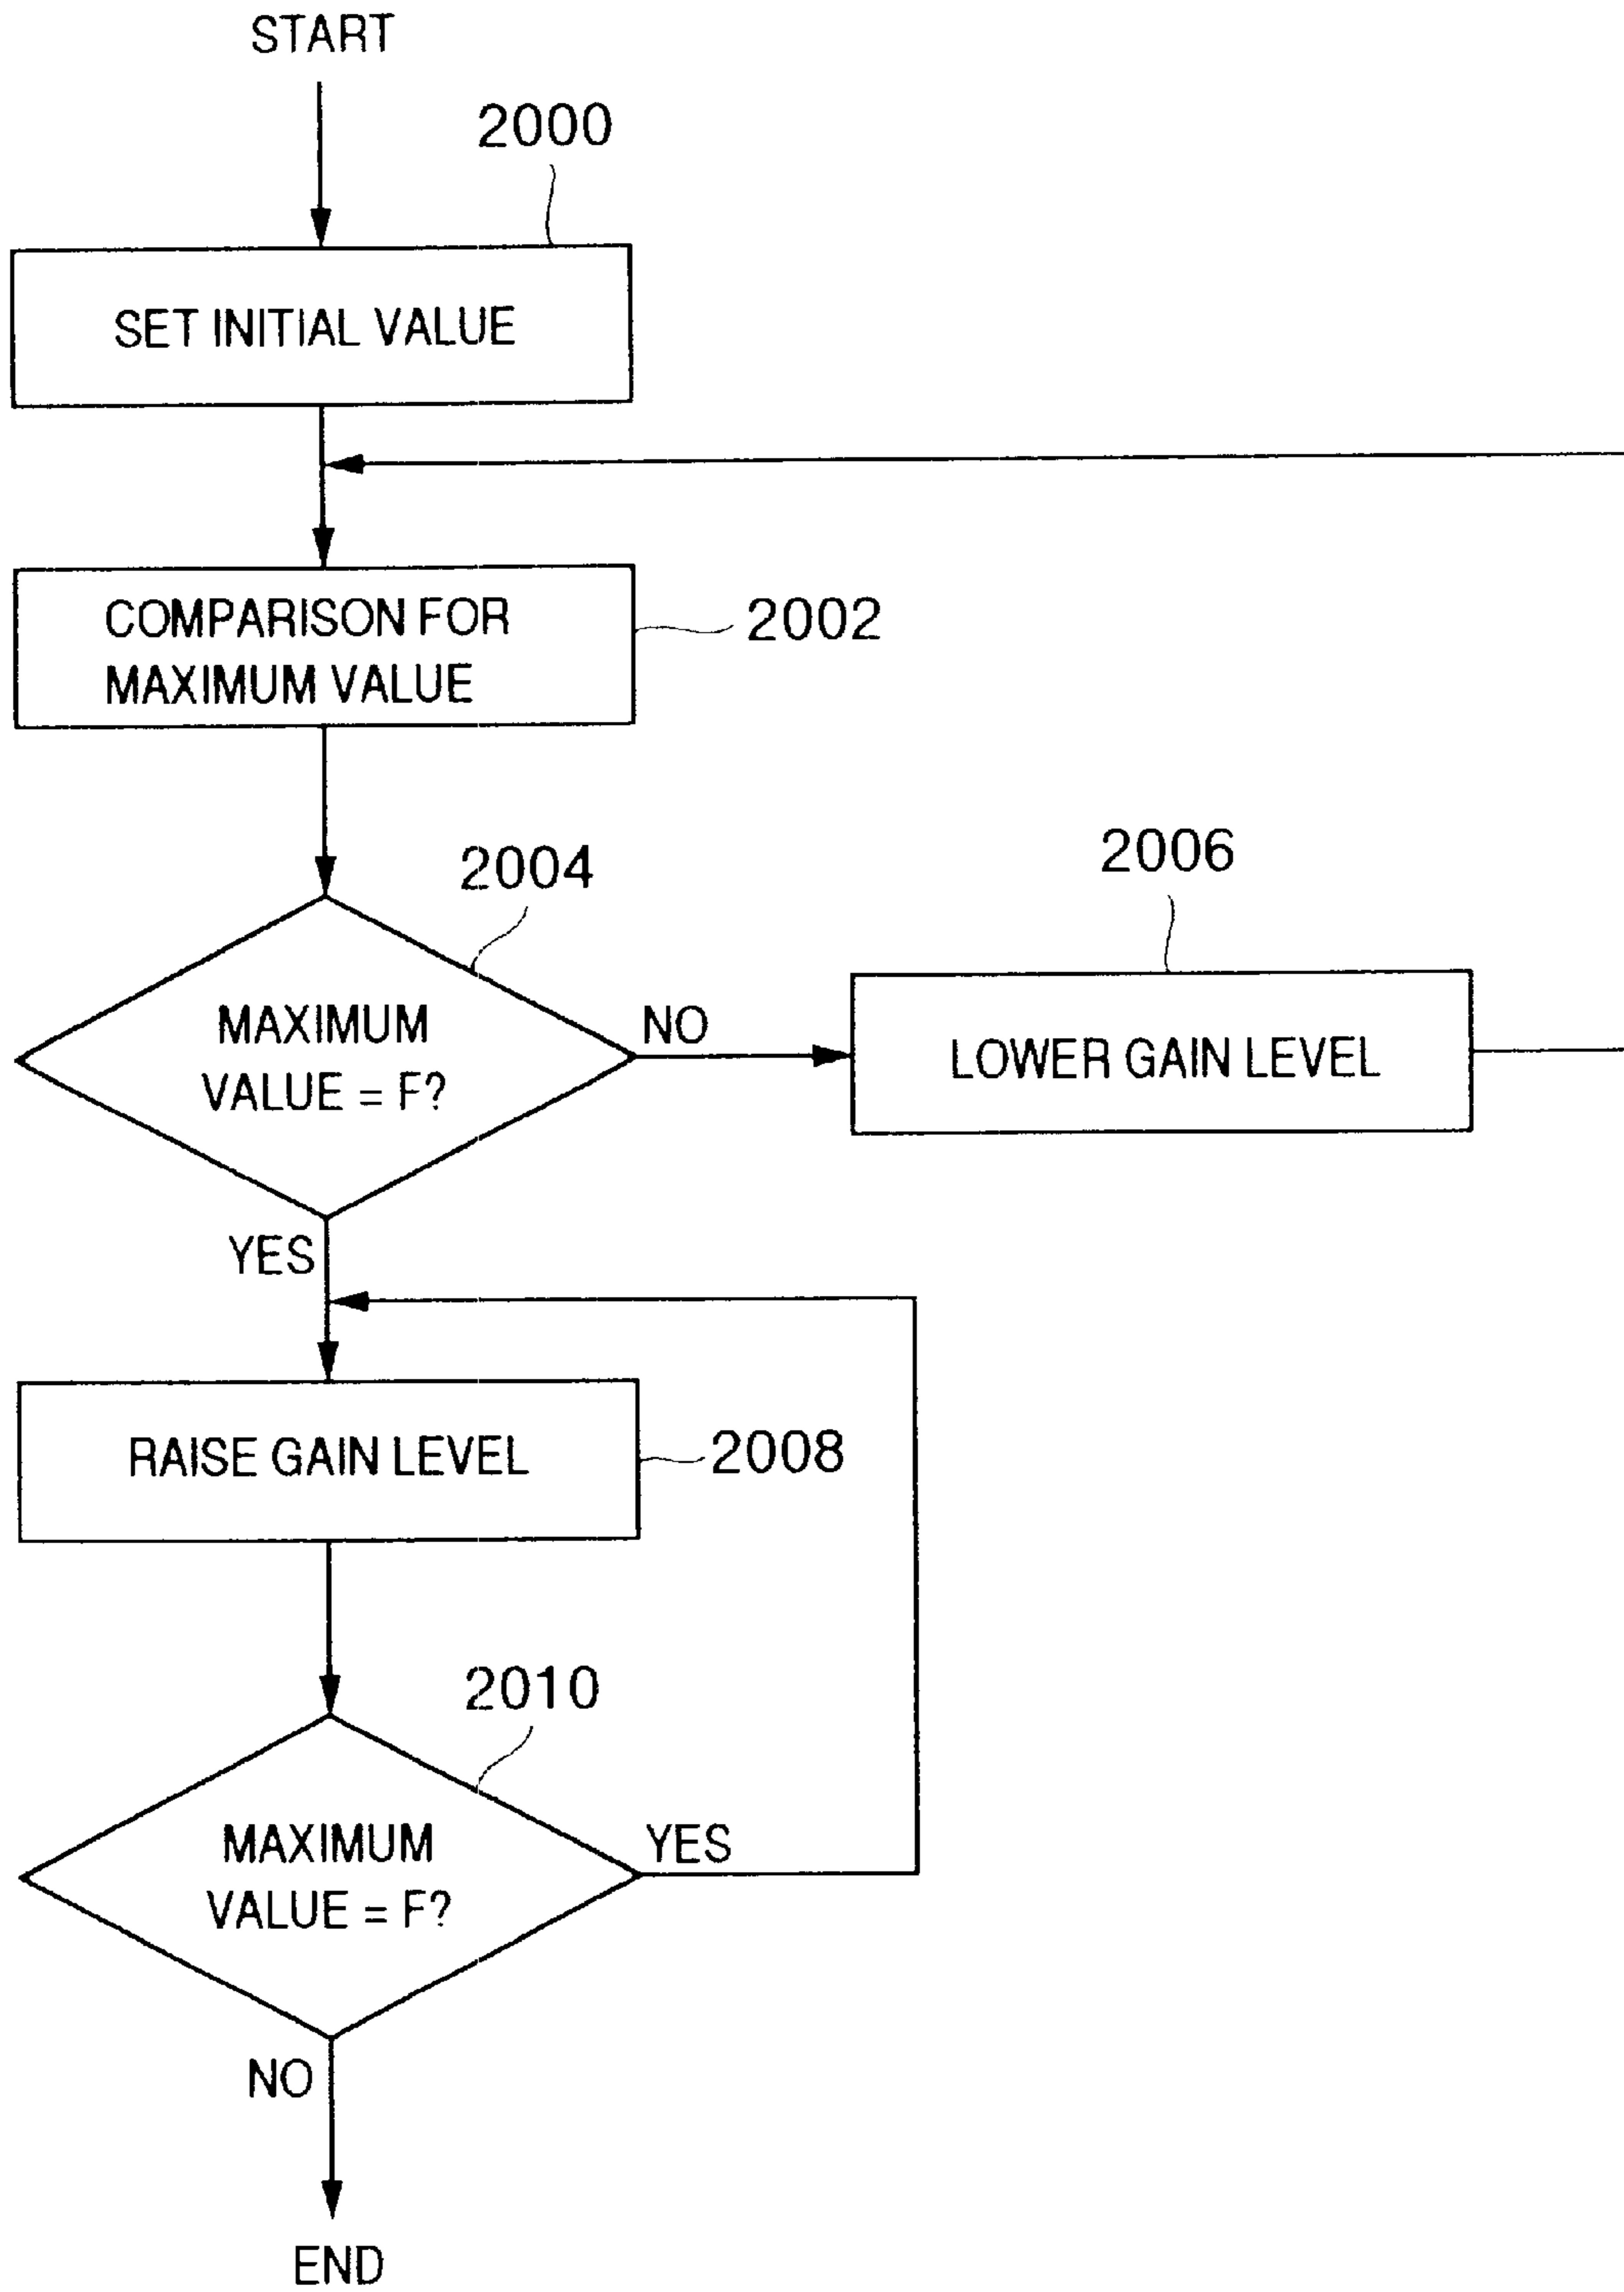 START
2000
SET INITIAL VALUE
COMPARISON FOR
MAXIMUM VALUE
2002
2004
2006
MAXIMUM
VALUE = F?
NO
LOWER GAIN LEVEL
YES
RAISE GAIN LEVEL
2008
2010
MAXIMUM
VALUE = F?
YES
NO
END